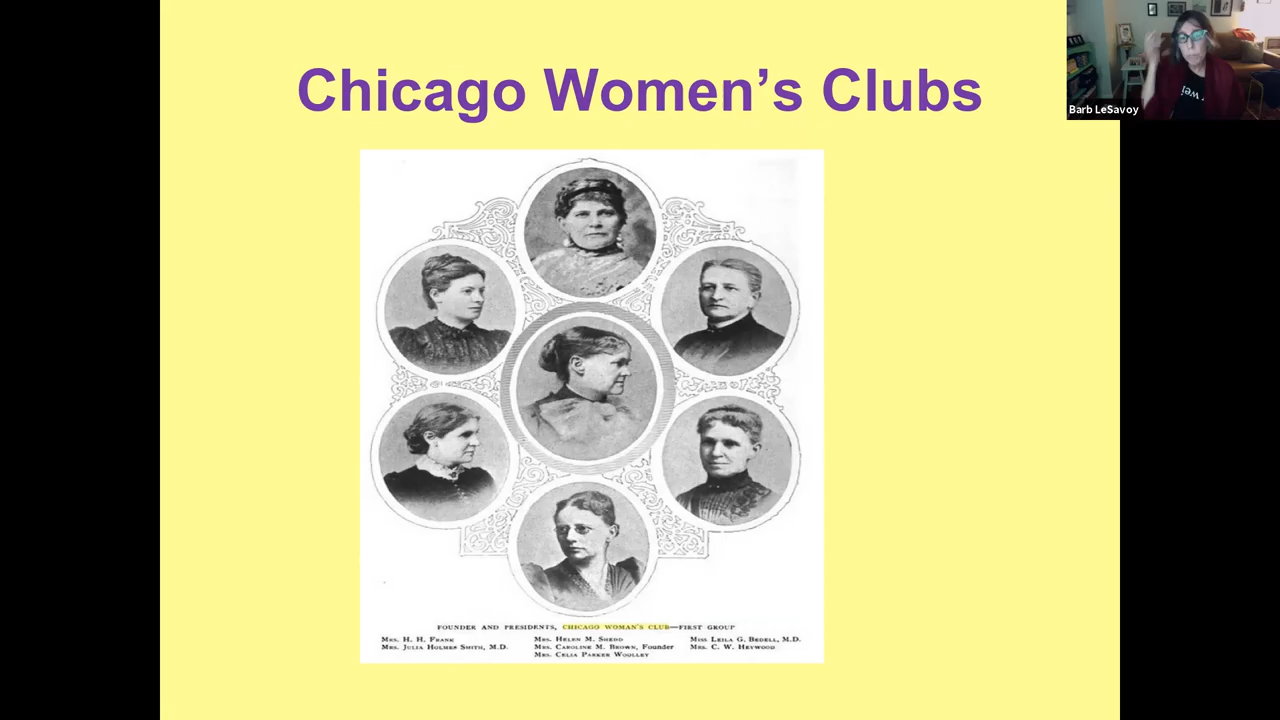 Chicago Women's Clubs
Barb LeSavoy
FOUNDER AND PRESIDENTS, CHICAGO WOMAN'S CLUB—FIRST GROUP
MRS. H. H. FRANK MRS. HELEN M. SHEDD MISS LEILA G. BEDELL, M.D.
MRS. JULIA HOLMES SMITH, M.D. MRS. CAROLINE M. BROWN, Founder MRS. C. W. HEYWOOD
MRS. CELIA PARKER WOOLLEY